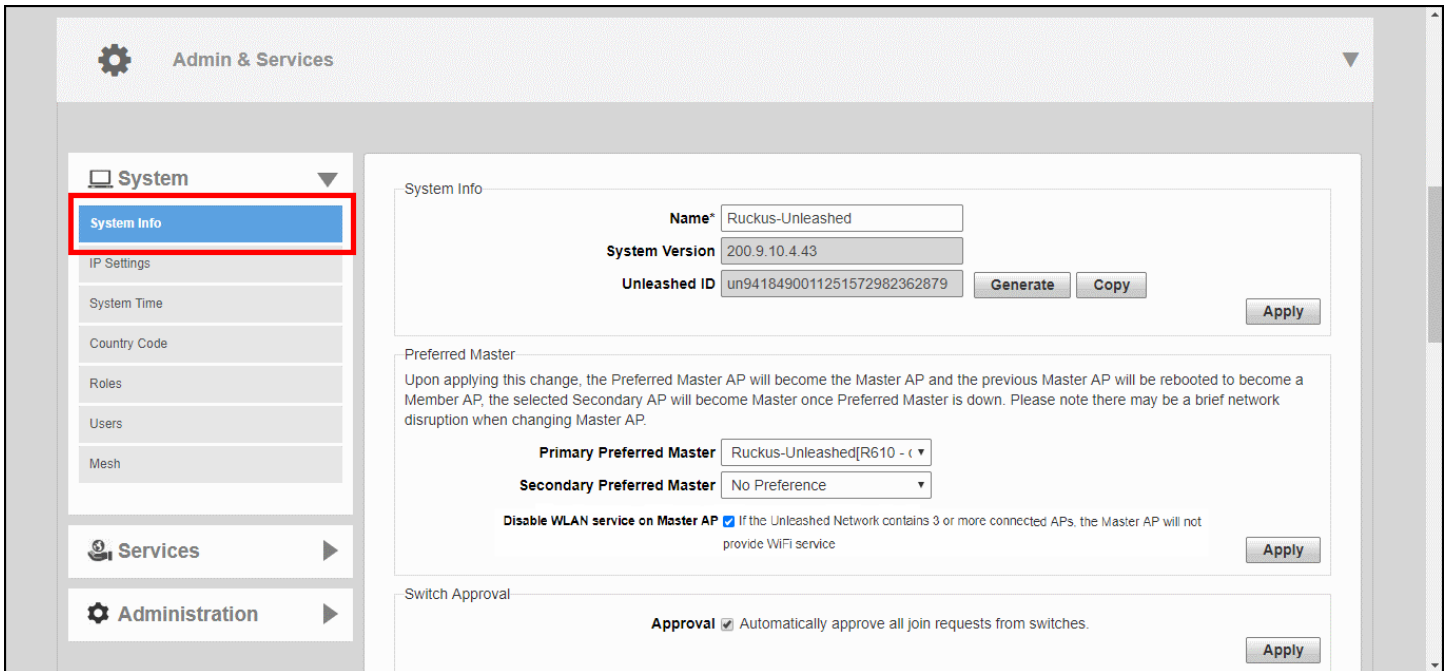 Admin & Services
System
System Info
IP Settings
System Time
Country Code
Roles
Users
Mesh
Services
Administration
System Info
Name* Ruckus-Unleashed
System Version 200.9.10.4.43
Unleashed ID un9418490011251572982362879 Generate Copy
Apply
Preferred Master
Upon applying this change, the Preferred Master AP will become the Master AP and the previous Master AP will be rebooted to become a
Member AP, the selected Secondary AP will become Master once Preferred Master is down. Please note there may be a brief network
disruption when changing Master AP.
Primary Preferred Master Ruckus-Unleashed[R610 -
Secondary Preferred Master No Preference
Disable WLAN service on Master AP If the Unleashed Network contains 3 or more connected APs, the Master AP will not
provide WiFi service
Apply
Switch Approval
Approval Automatically approve all join requests from switches.
Apply